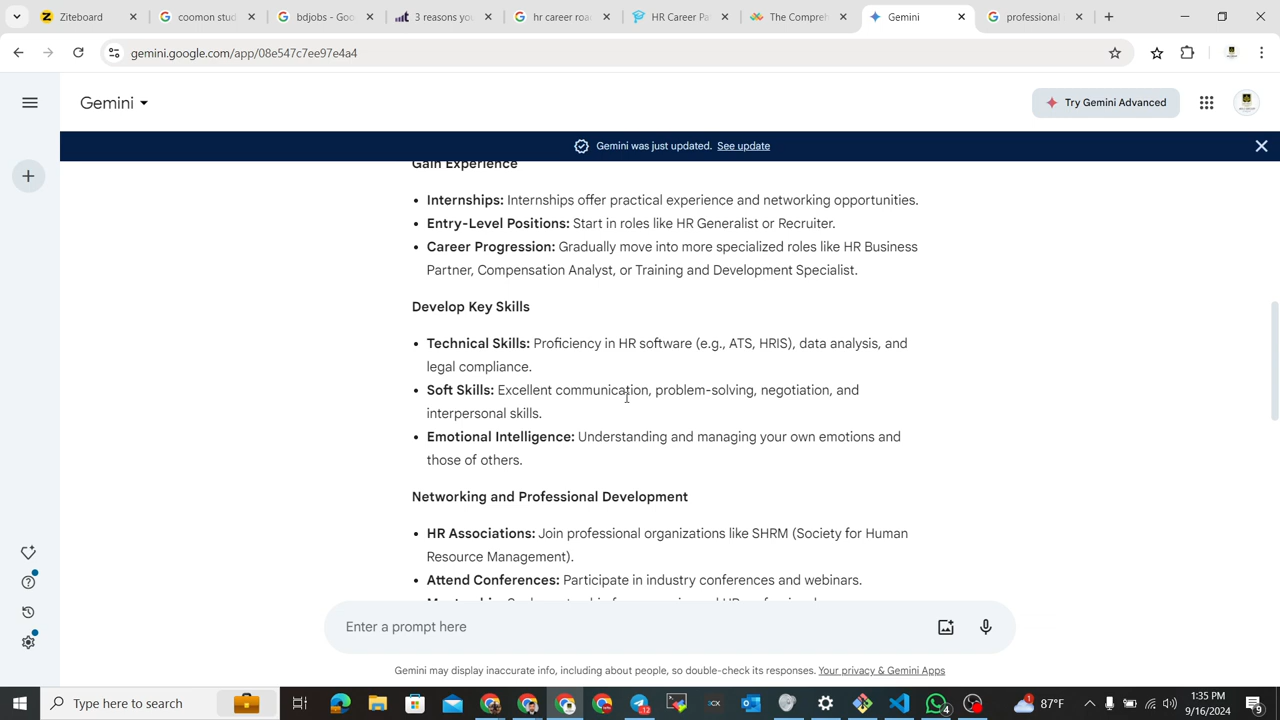 Ziteboard
coomon stud
bdjobs - Goo
3 reasons you
hr career roa
HR Career Pa
The Compreh
Gemini
professional
gemini.google.com/app/08e547c7ee97e4a4
Gemini
Try Gemini Advanced
Gemini was just updated. See update
Gain Experience
• Internships: Internships offer practical experience and networking opportunities.
• Entry-Level Positions: Start in roles like HR Generalist or Recruiter.
• Career Progression: Gradually move into more specialized roles like HR Business
Partner, Compensation Analyst, or Training and Development Specialist.
Develop Key Skills
• Technical Skills: Proficiency in HR software (e.g., ATS, HRIS), data analysis, and
legal compliance.
• Soft Skills: Excellent communication, problem-solving, negotiation, and
interpersonal skills.
• Emotional Intelligence: Understanding and managing your own emotions and
those of others.
Networking and Professional Development
• HR Associations: Join professional organizations like SHRM (Society for Human
Resource Management).
• Attend Conferences: Participate in industry conferences and webinars.
Enter a prompt here
Gemini may display inaccurate info, including about people, so double-check its responses. Your privacy & Gemini Apps
Type here to search
12
4
1
87°F
1:35 PM
9/16/2024
9